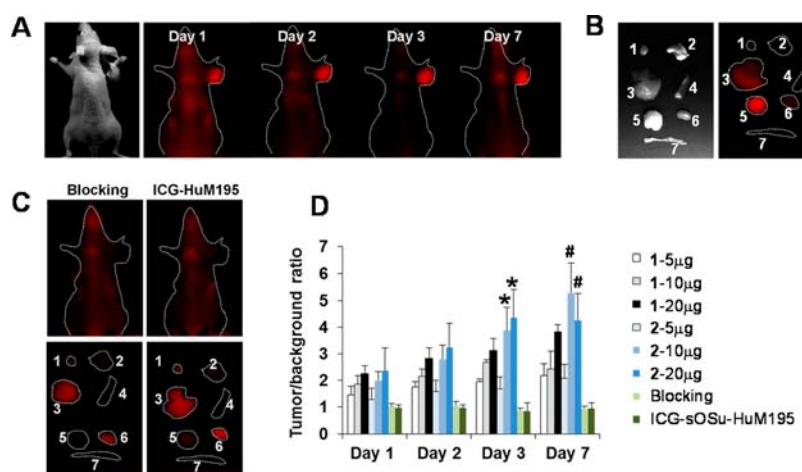 A
Day 1 Day 2 Day 3 Day 7
B
1 2 3 4 5 6 7
1 2 3 4 5 6 7
C
Blocking ICG-HuM195
1 2 3 4 5 6 7
1 2 3 4 5 6 7
D
Tumor/background ratio
7
6
5
4
3
2
1
0
* * # #
Day 1 Day 2 Day 3 Day 7
1-5µg
1-10µg
1-20µg
2-5µg
2-10µg
2-20µg
Blocking
ICG-sOSu-HuM195